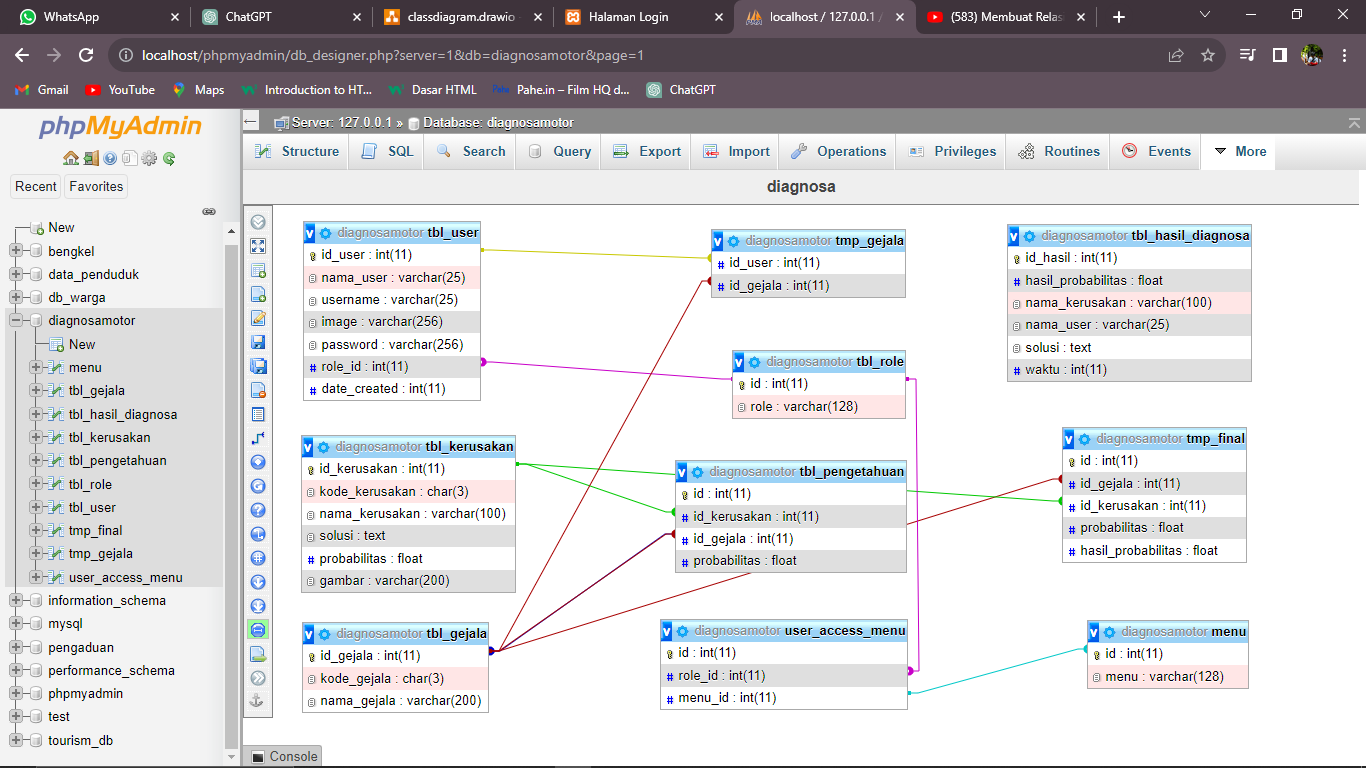 WhatsApp
ChatGPT
classdiagram.drawio -
Halaman Login
localhost / 127.0.0.1 /
(583) Membuat Relas
localhost/phpmyadmin/db_designer.php?server=1&db=diagnosamotor&page=1
Gmail
YouTube
Maps
Introduction to HT...
Dasar HTML
Pahe.in – Film HQ d...
ChatGPT
phpMyAdmin
Recent
Favorites
New
bengkel
data_penduduk
db_warga
diagnosamotor
New
menu
tbl_gejala
tbl_hasil_diagnosa
tbl_kerusakan
tbl_pengetahuan
tbl_role
tbl_user
tmp_final
tmp_gejala
user_access_menu
information_schema
mysql
pengaduan
performance_schema
phpmyadmin
test
tourism_db
Server: 127.0.0.1 » Database: diagnosamotor
Structure
SQL
Search
Query
Export
Import
Operations
Privileges
Routines
Events
More
diagnosa
diagnosamotor tbl_user
id_user : int(11)
nama_user : varchar(25)
username : varchar(25)
image : varchar(256)
password : varchar(256)
role_id : int(11)
date_created : int(11)
diagnosamotor tmp_gejala
id_user : int(11)
id_gejala : int(11)
diagnosamotor tbl_hasil_diagnosa
id_hasil : int(11)
hasil_probabilitas : float
nama_kerusakan : varchar(100)
nama_user : varchar(25)
solusi : text
waktu : int(11)
diagnosamotor tbl_role
id : int(11)
role : varchar(128)
diagnosamotor tbl_kerusakan
id_kerusakan : int(11)
kode_kerusakan : char(3)
nama_kerusakan : varchar(100)
solusi : text
probabilitas : float
gambar : varchar(200)
diagnosamotor tbl_pengetahuan
id : int(11)
id_kerusakan : int(11)
id_gejala : int(11)
probabilitas : float
diagnosamotor tmp_final
id : int(11)
id_gejala : int(11)
id_kerusakan : int(11)
probabilitas : float
hasil_probabilitas : float
diagnosamotor tbl_gejala
id_gejala : int(11)
kode_gejala : char(3)
nama_gejala : varchar(200)
diagnosamotor user_access_menu
id : int(11)
role_id : int(11)
menu_id : int(11)
diagnosamotor menu
id : int(11)
menu : varchar(128)
Console